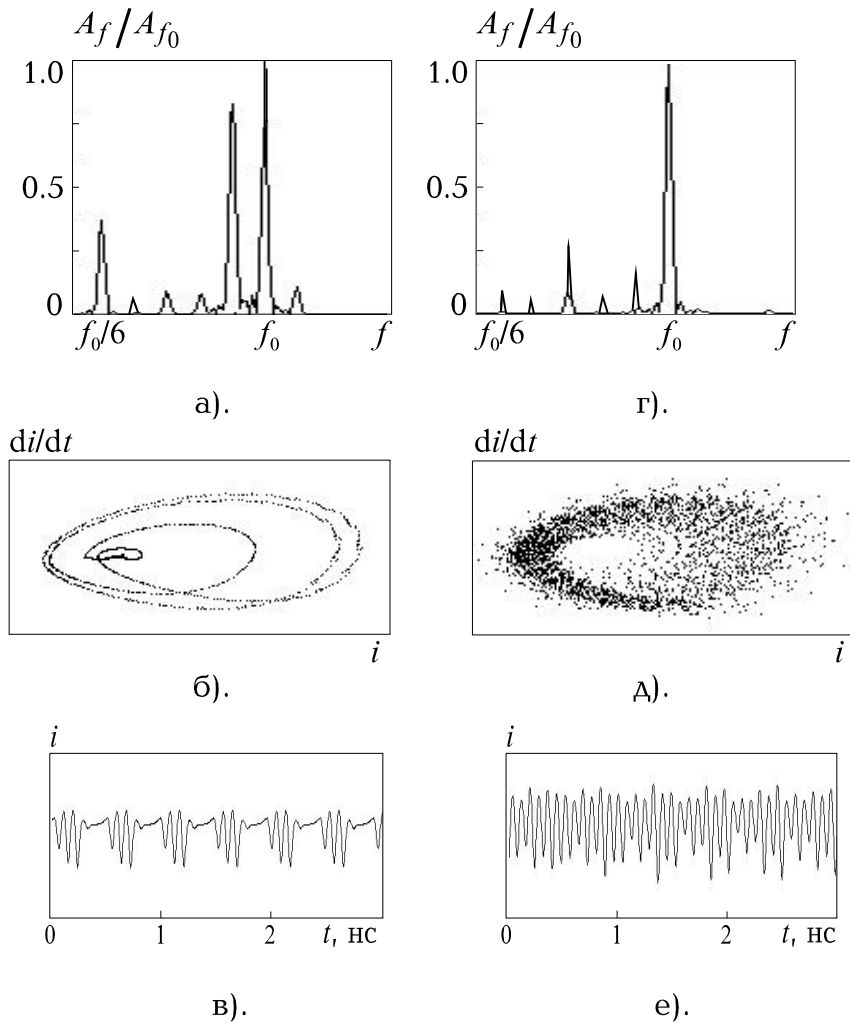 A_f / A_{f_0}
1.0
0.5
0
f_0/6
f_0
f
а).
A_f / A_{f_0}
1.0
0.5
0
f_0/6
f_0
f
г).
di/dt
i
б).
di/dt
i
д).
i
0
1
2
t, нс
в).
i
0
1
2
t, нс
е).